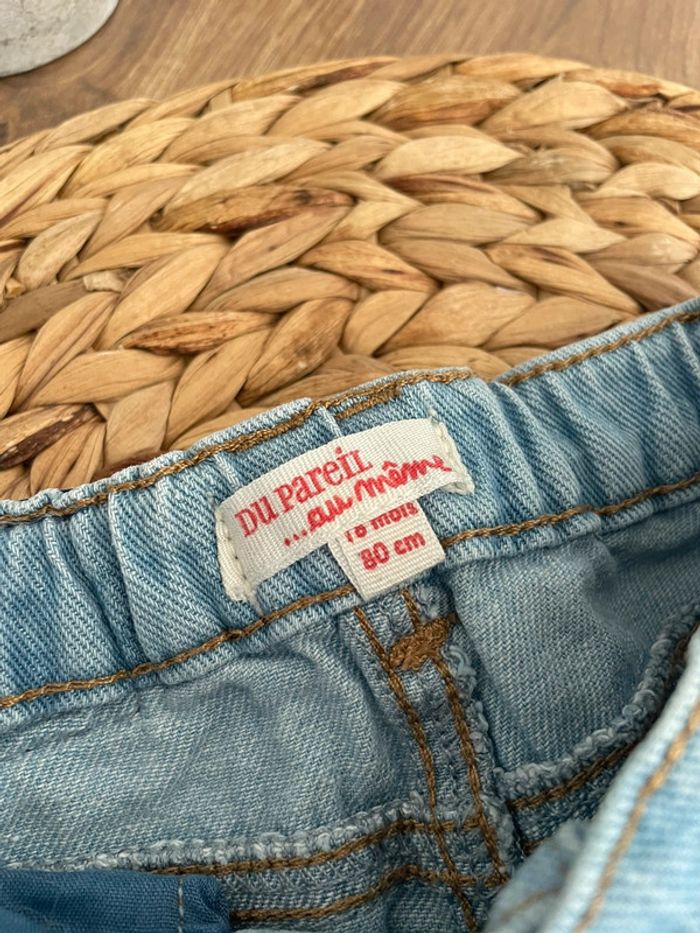 DU PAREIL
...au même
18 mois
80 cm